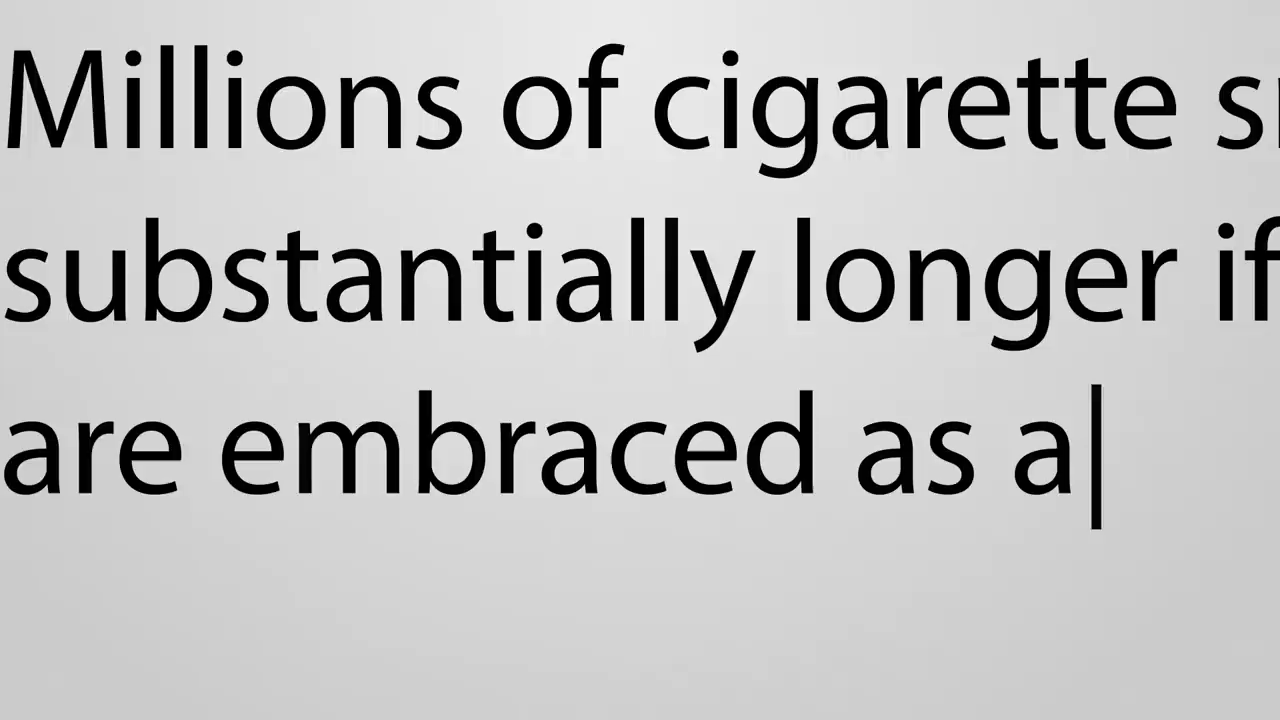 Millions of cigarette
substantially longer if
are embraced as a